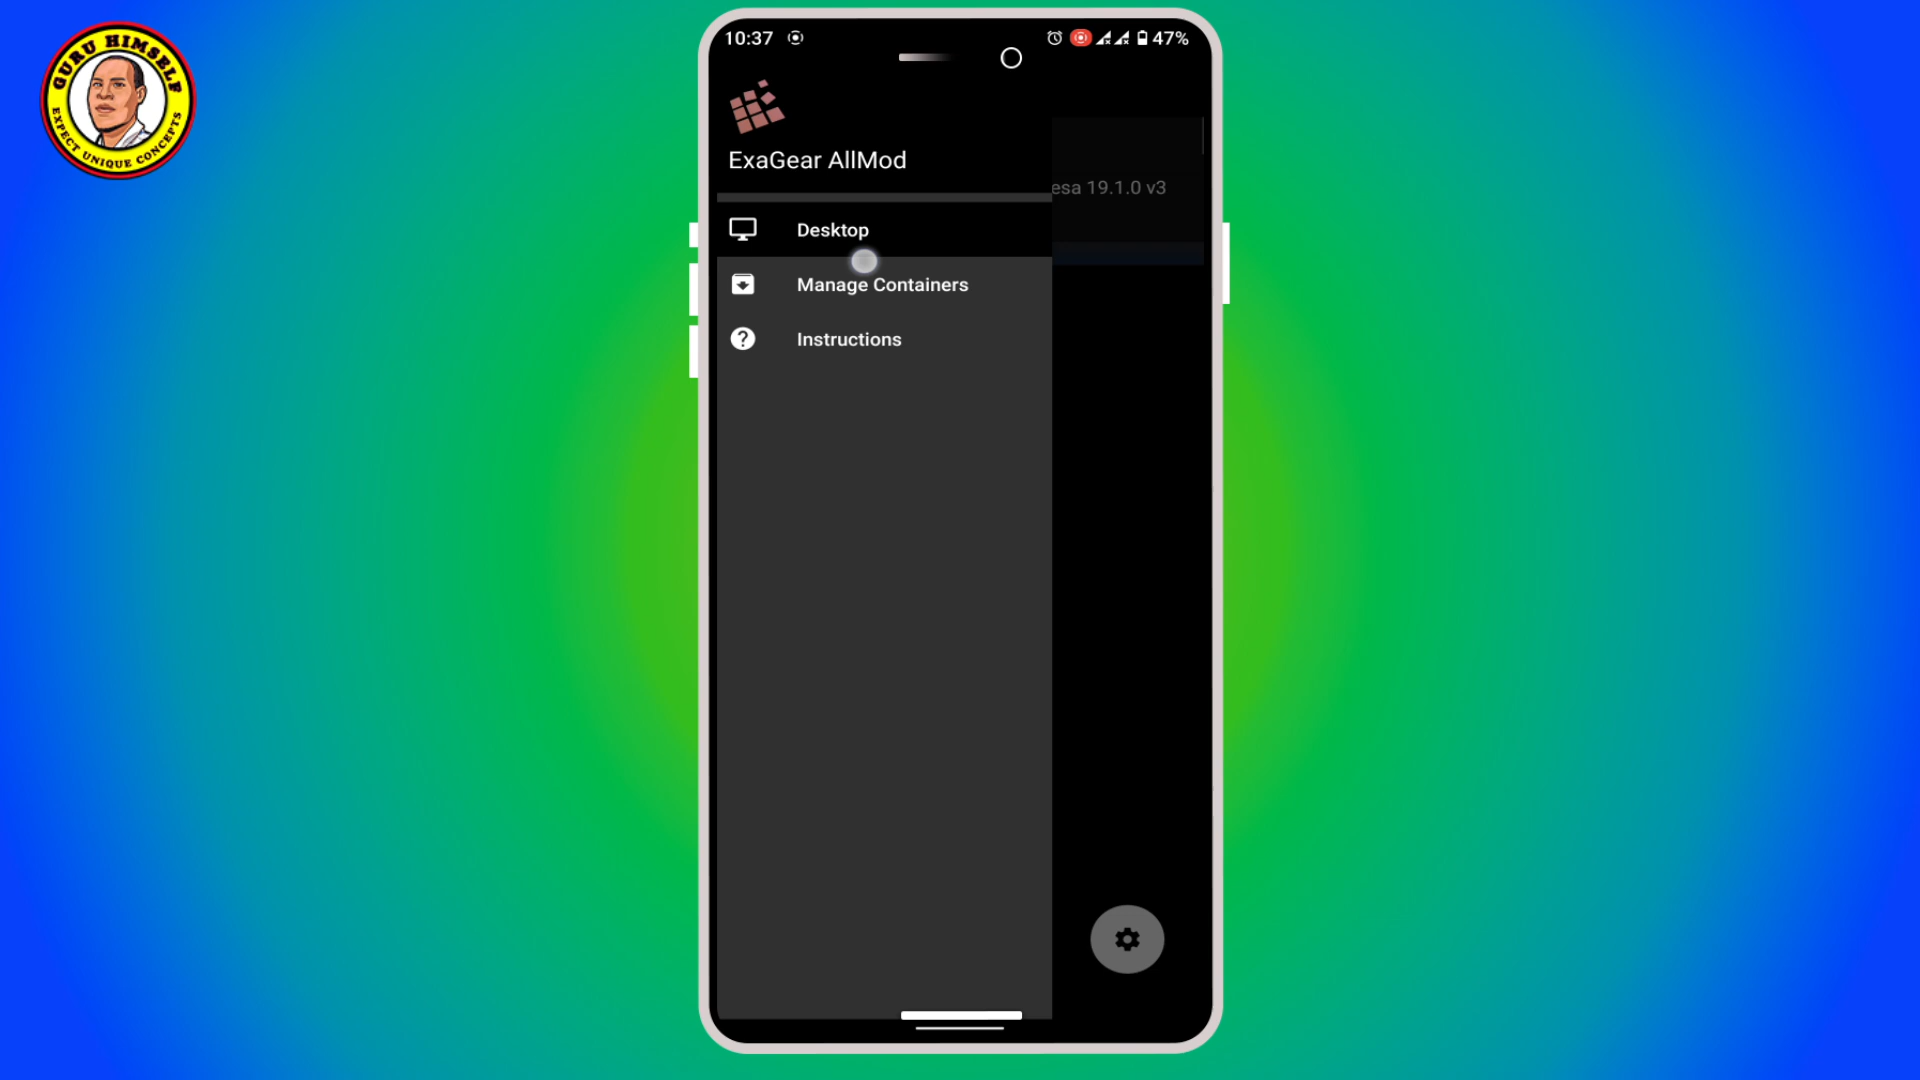 GURU HIMSELF
EXPECT UNIQUE CONCEPTS
10:37
47%
ExaGear AllMod
esa 19.1.0 v3
Desktop
Manage Containers
Instructions